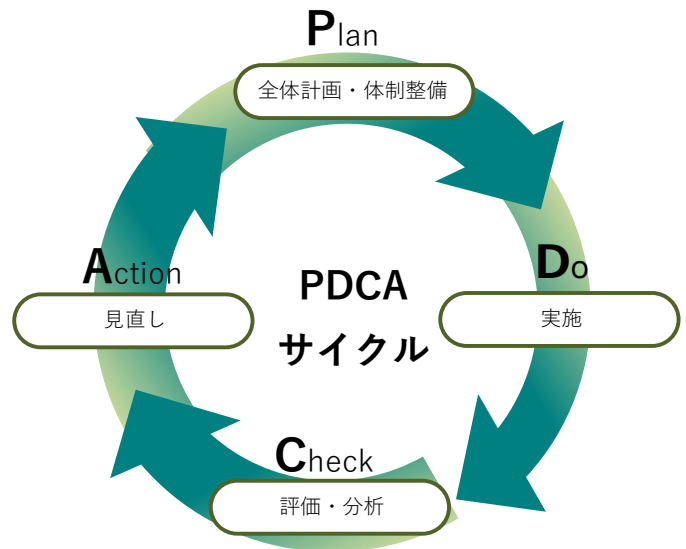 Plan
全体計画・体制整備
Do
実施
Check
評価・分析
Action
見直し
PDCA
サイクル